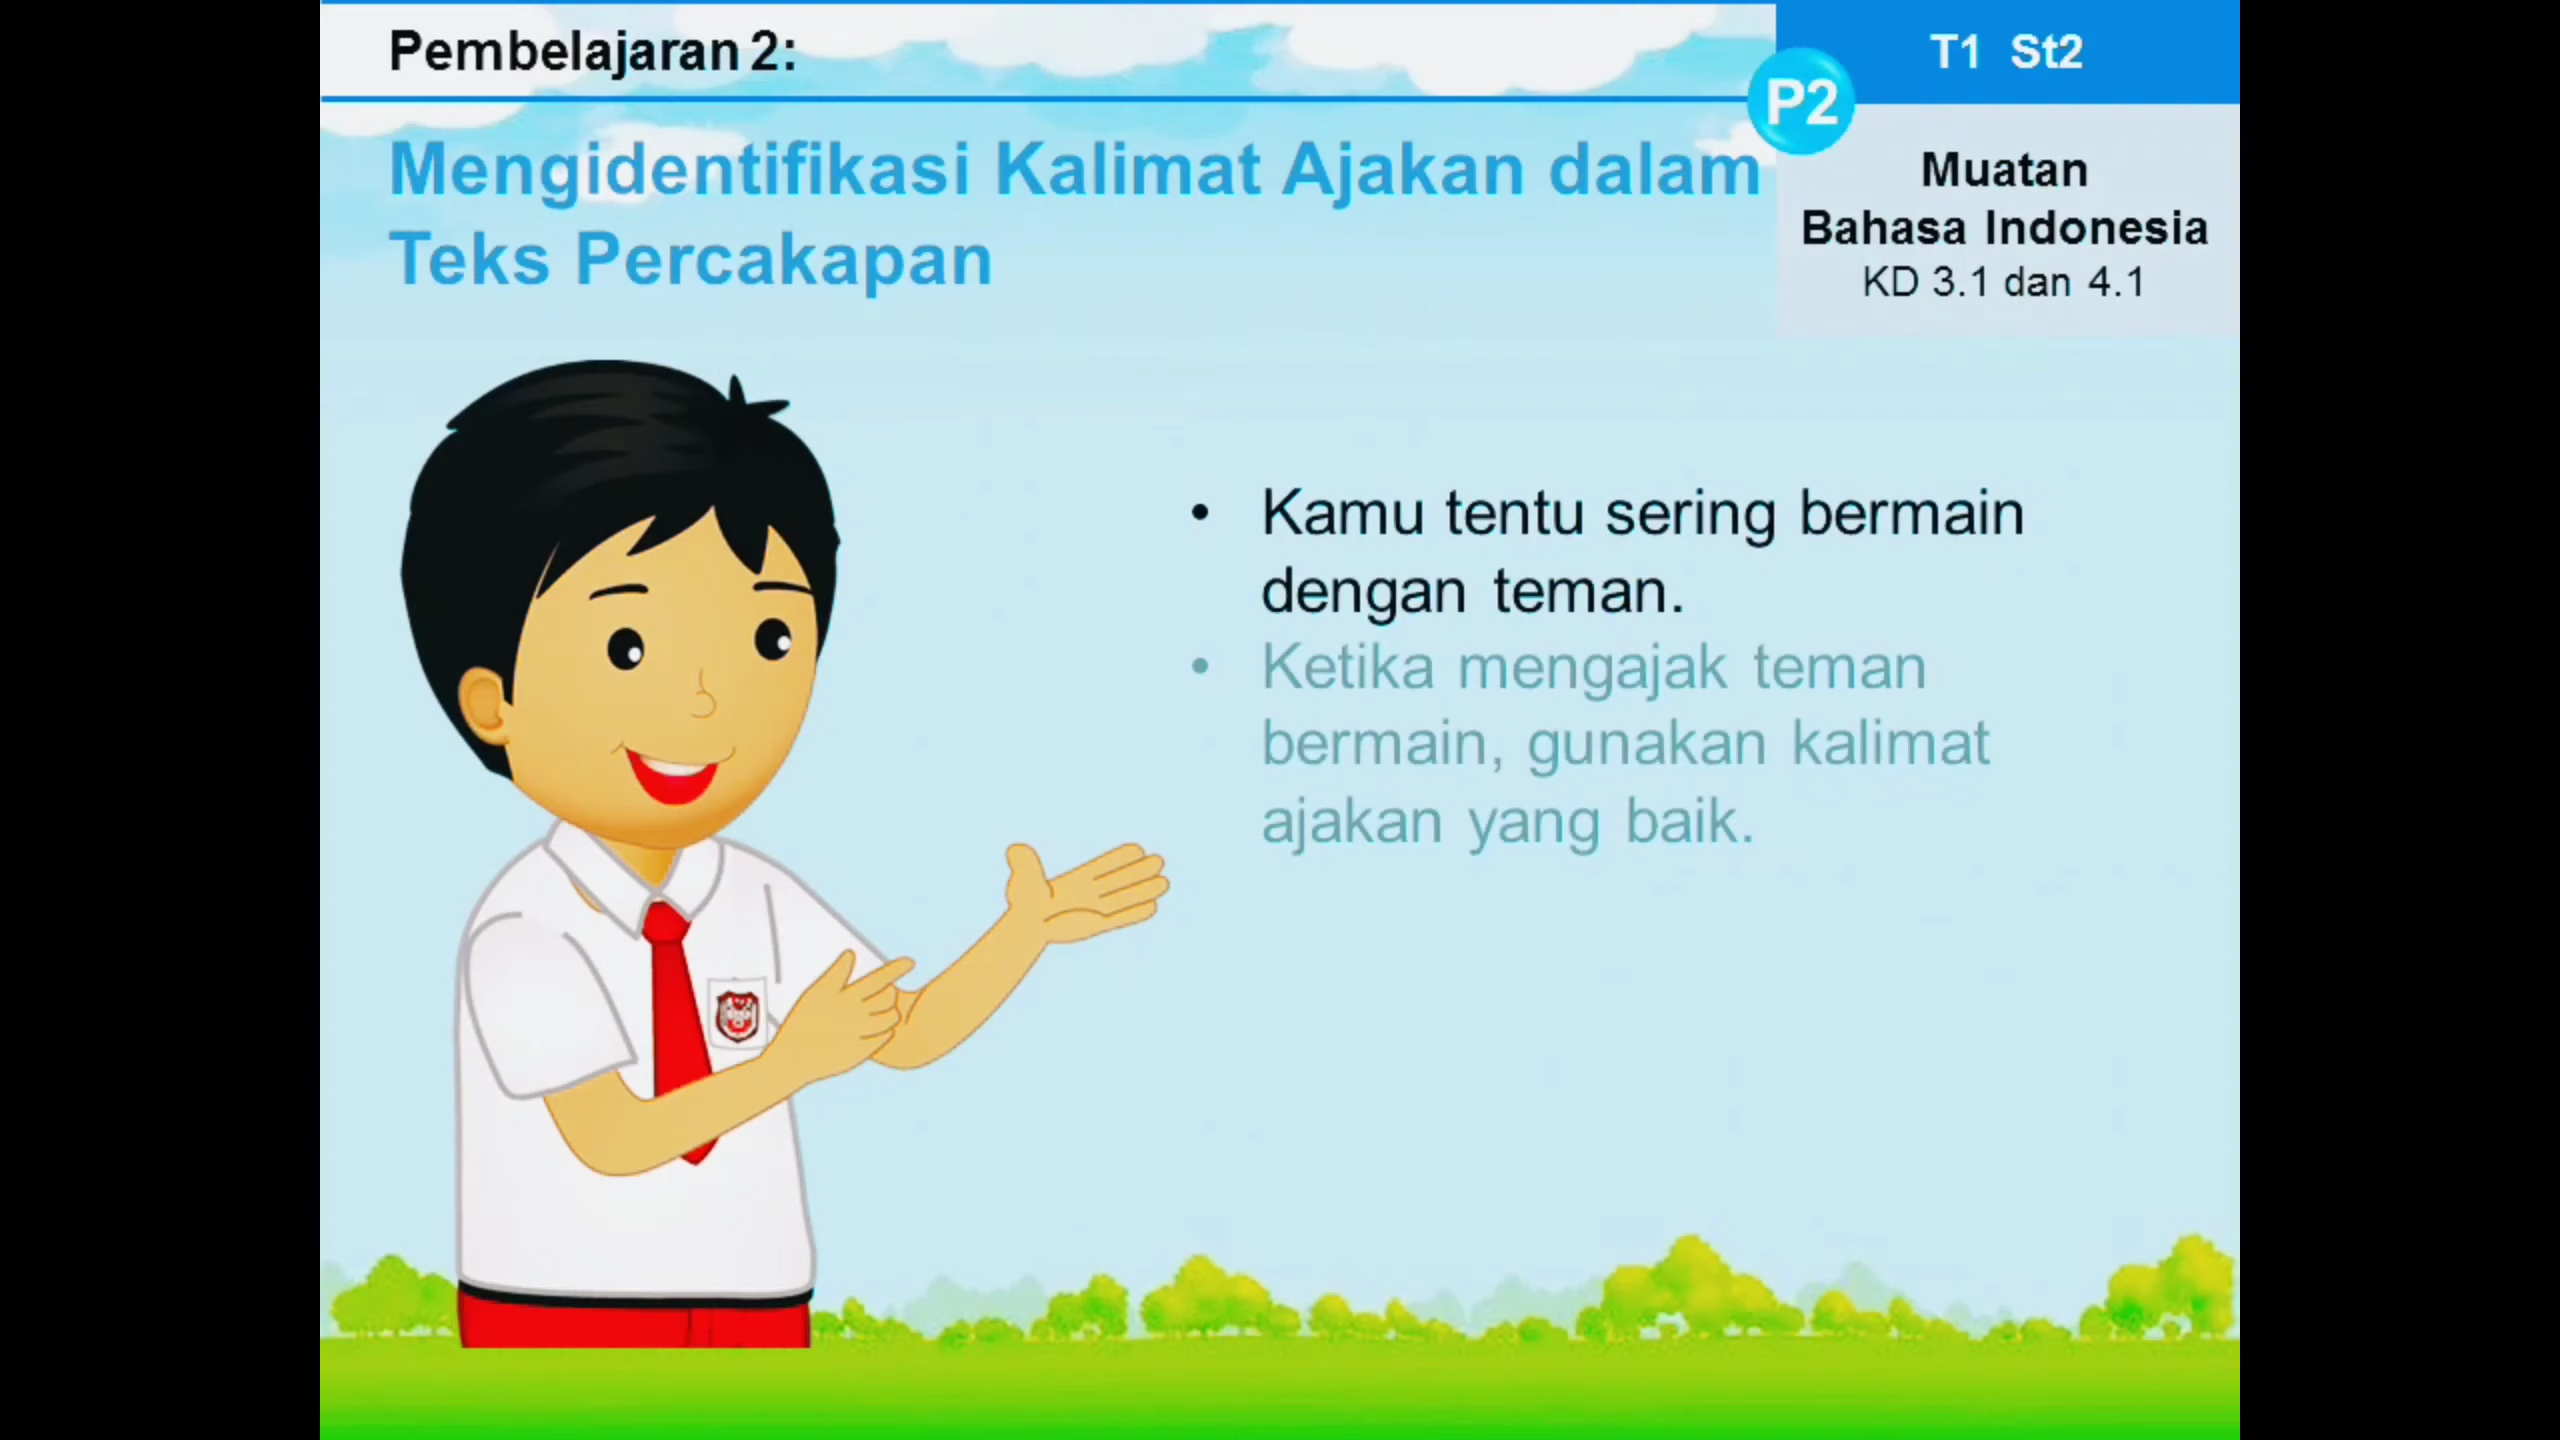 Pembelajaran 2:
T1 St2
P2
Mengidentifikasi Kalimat Ajakan dalam
Teks Percakapan
Muatan
Bahasa Indonesia
KD 3.1 dan 4.1
• Kamu tentu sering bermain
dengan teman.
• Ketika mengajak teman
bermain, gunakan kalimat
ajakan yang baik.